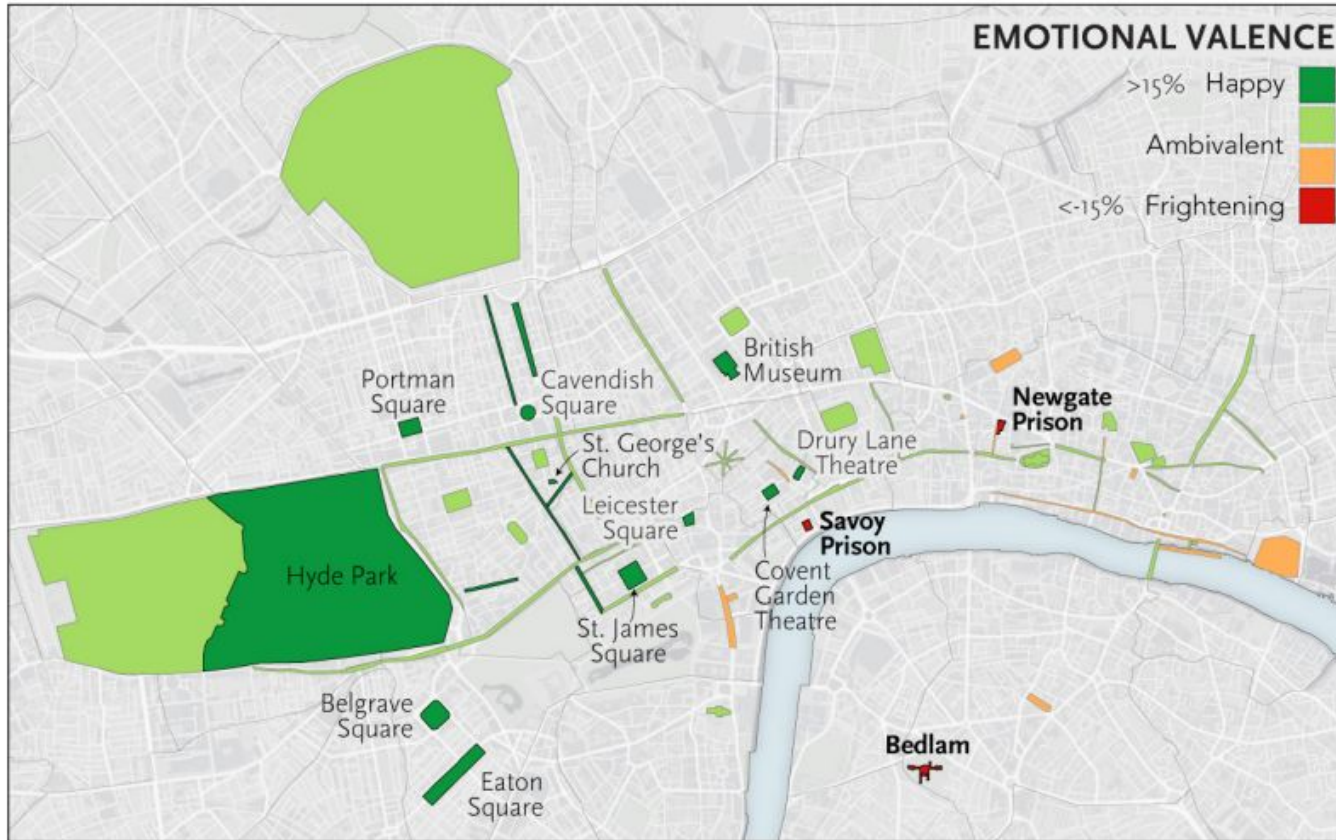 EMOTIONAL VALENCE
>15% Happy
Ambivalent
<-15% Frightening
British
Museum
Portman
Square
Cavendish
Square
Newgate
Prison
St. George's
Church
Drury Lane
Theatre
Leicester
Square
Savoy
Prison
Hyde Park
Covent
Garden
Theatre
St. James
Square
Belgrave
Square
Bedlam
Eaton
Square